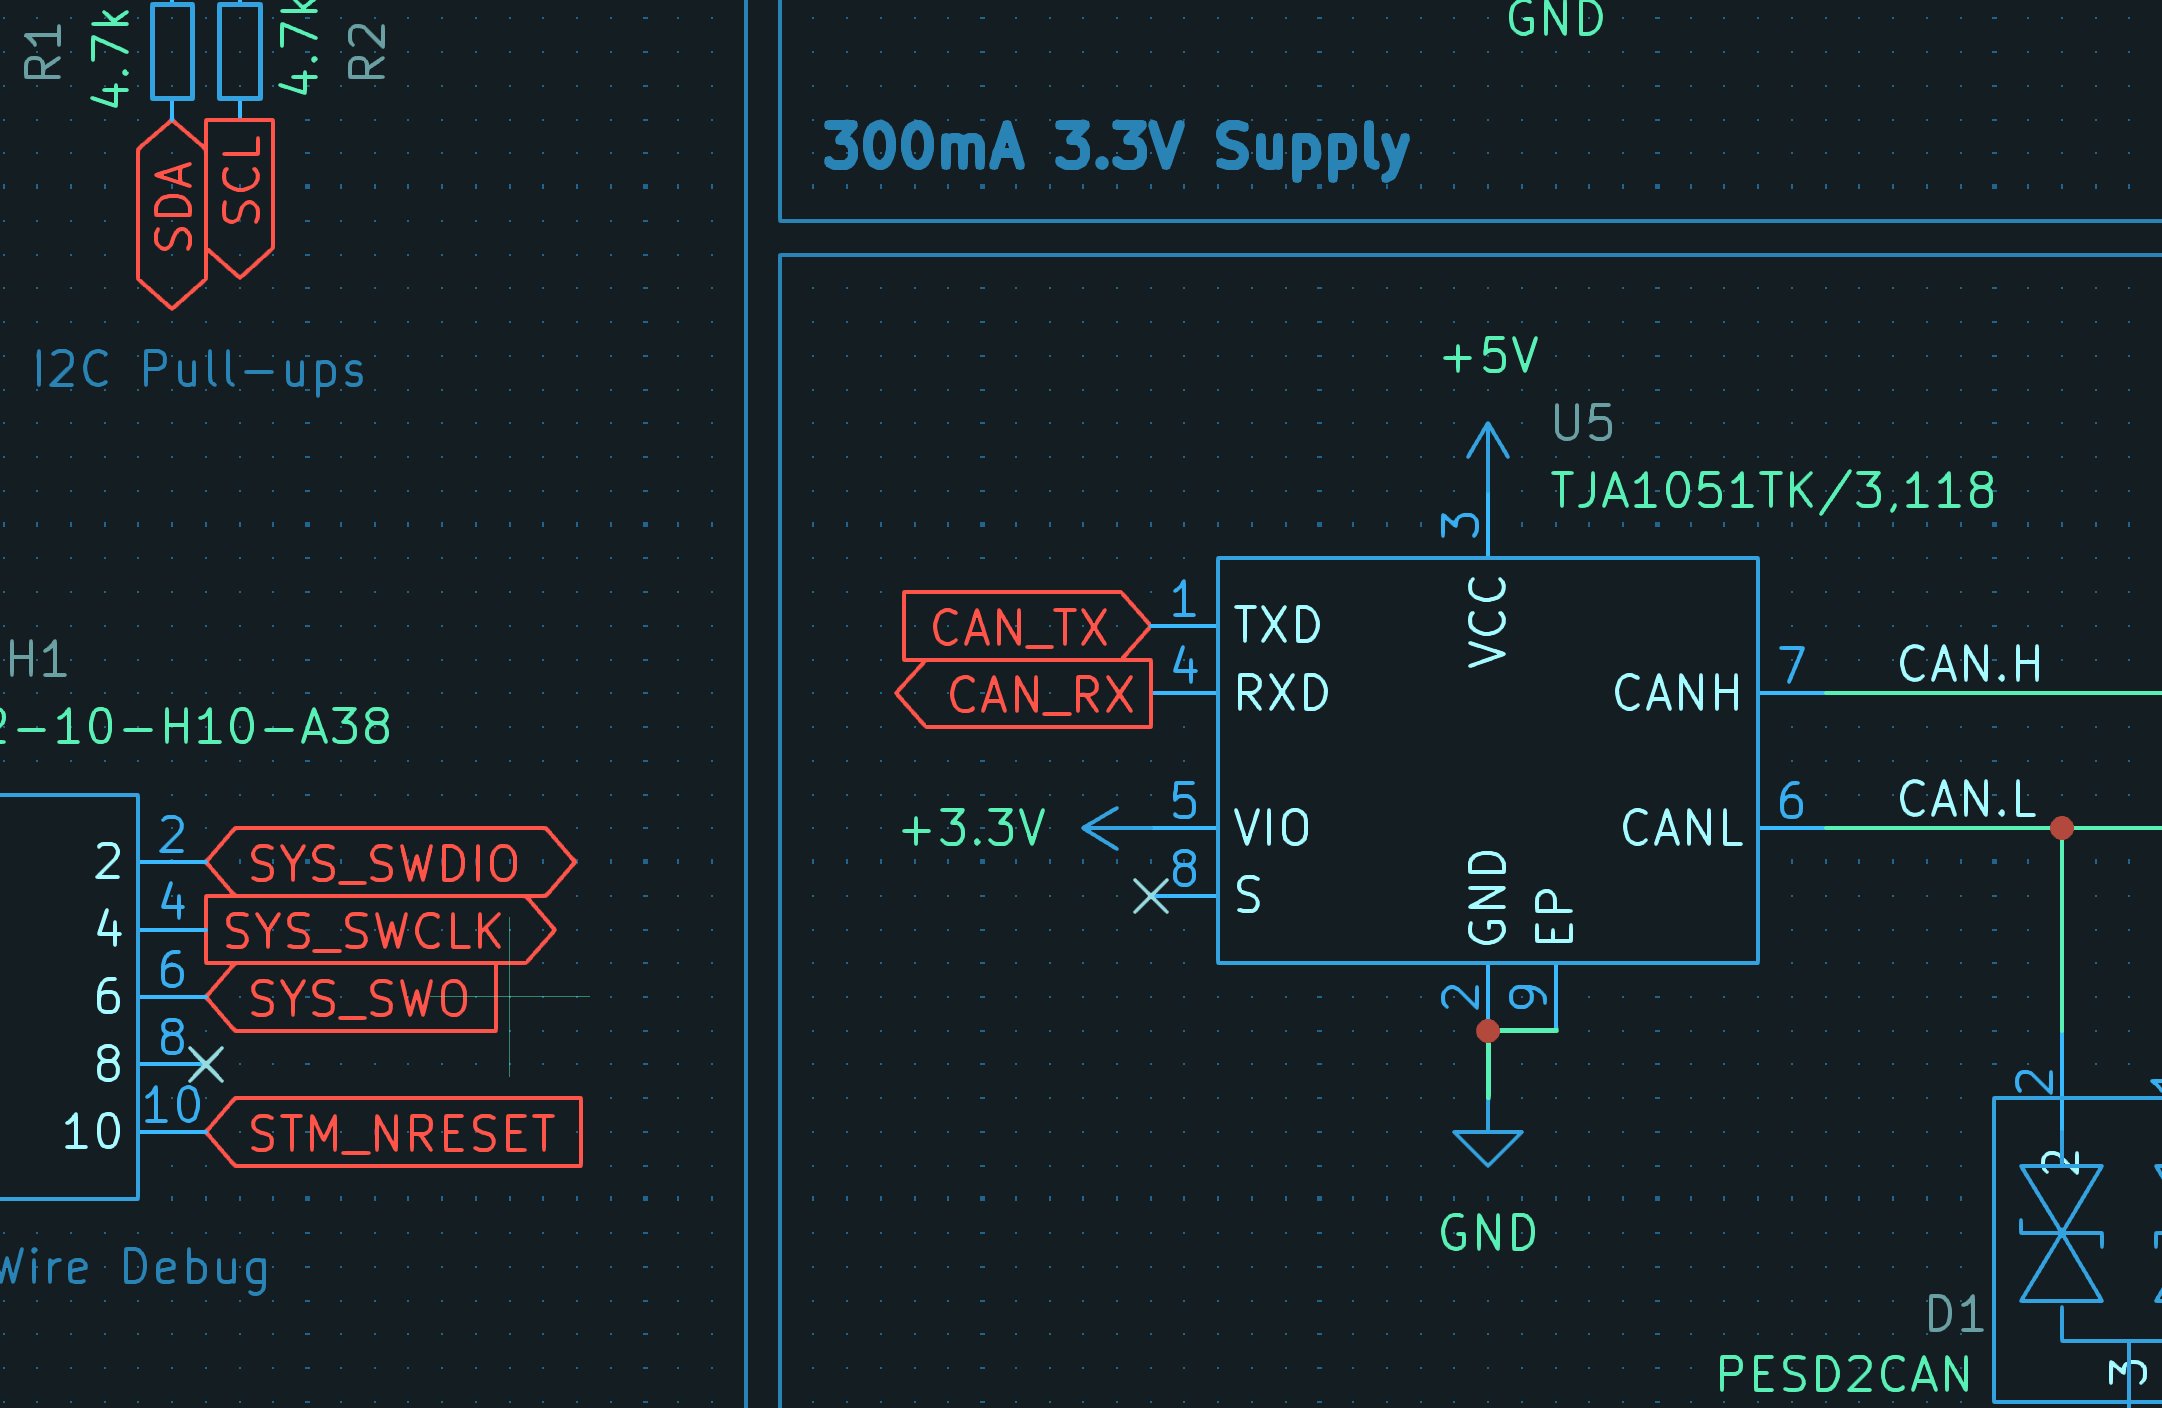 R1
4.7k
4.7k
R2
SDA
SCL
I2C Pull-ups
H1
2-10-H10-A38
2
2
SYS_SWDIO
4
4
SYS_SWCLK
6
6
SYS_SWO
8
8
10
10
STM_NRESET
Wire Debug
GND
300mA 3.3V Supply
+5V
U5
TJA1051TK/3,118
3
VCC
CAN_TX
1
TXD
CAN_RX
4
RXD
+3.3V
5
VIO
8
S
CANH
7
CAN.H
CANL
6
CAN.L
GND
EP
2
9
GND
2
2
D1
PESD2CAN
3